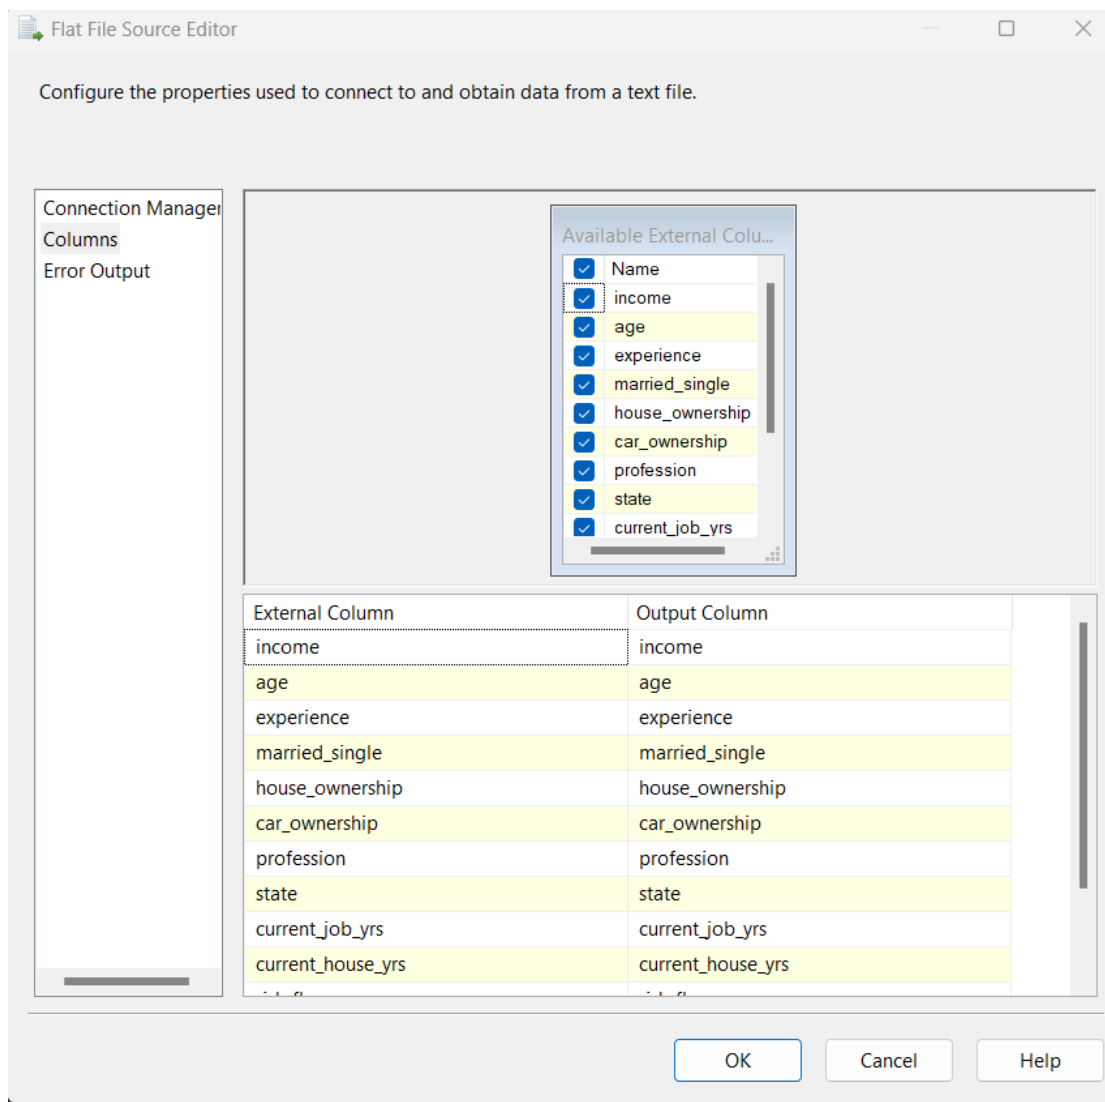 Flat File Source Editor
Configure the properties used to connect to and obtain data from a text file.
Connection Manager
Columns
Error Output
Available External Colu...
Name
income
age
experience
married_single
house_ownership
car_ownership
profession
state
current_job_yrs
External Column Output Column
income income
age age
experience experience
married_single married_single
house_ownership house_ownership
car_ownership car_ownership
profession profession
state state
current_job_yrs current_job_yrs
current_house_yrs current_house_yrs
OK Cancel Help